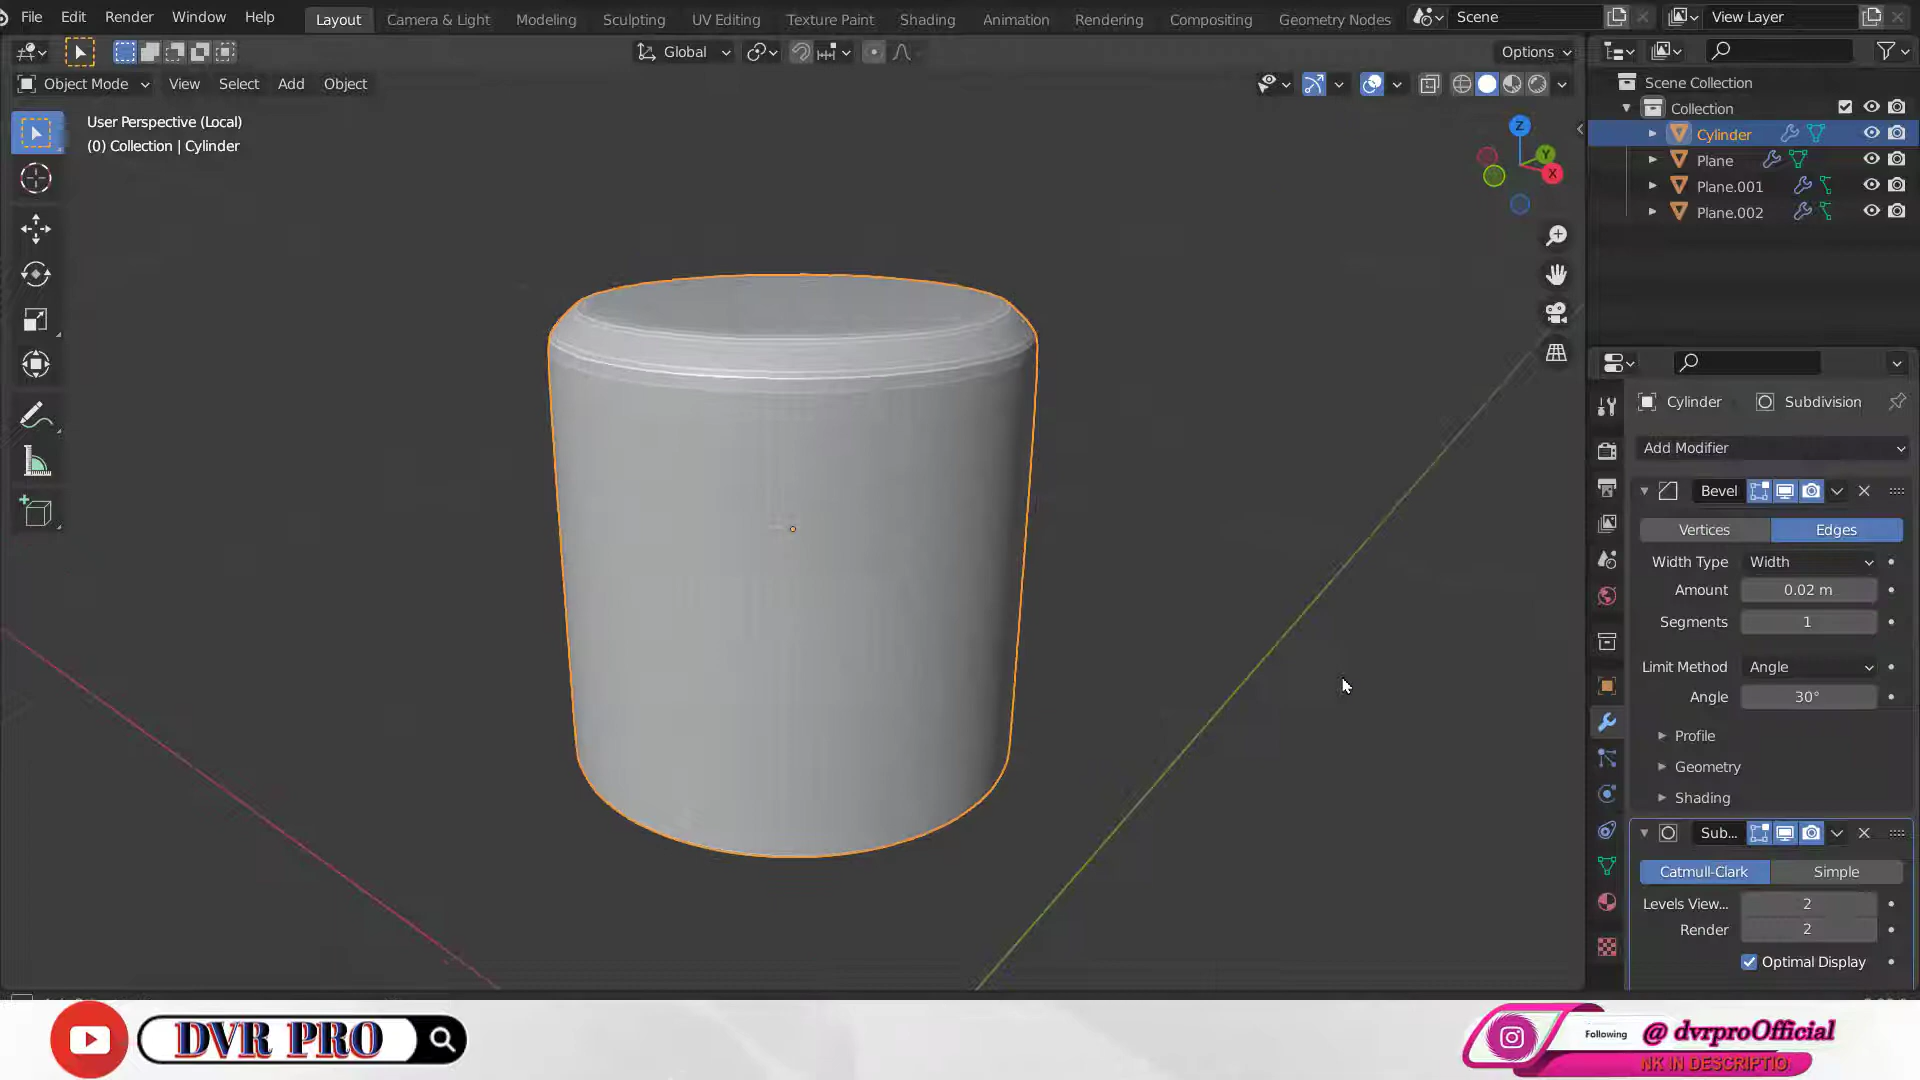 File Edit Render Window Help
Layout Camera & Light Modeling Sculpting UV Editing Texture Paint Shading Animation Rendering Compositing Geometry Nodes
Scene
View Layer
Global
Options
Object Mode View Select Add Object
User Perspective (Local)
(0) Collection | Cylinder
Z
Y
X
Scene Collection
Collection
Cylinder
Plane
Plane.001
Plane.002
Cylinder Subdivision
Add Modifier
Bevel
Vertices Edges
Width Type Width
Amount 0.02 m
Segments 1
Limit Method Angle
Angle 30°
Profile
Geometry
Shading
Sub...
Catmull-Clark Simple
Levels View... 2
Render 2
Optimal Display
DVR PRO
Following
@ dvrproOfficial
NK IN DESCRIPTIO